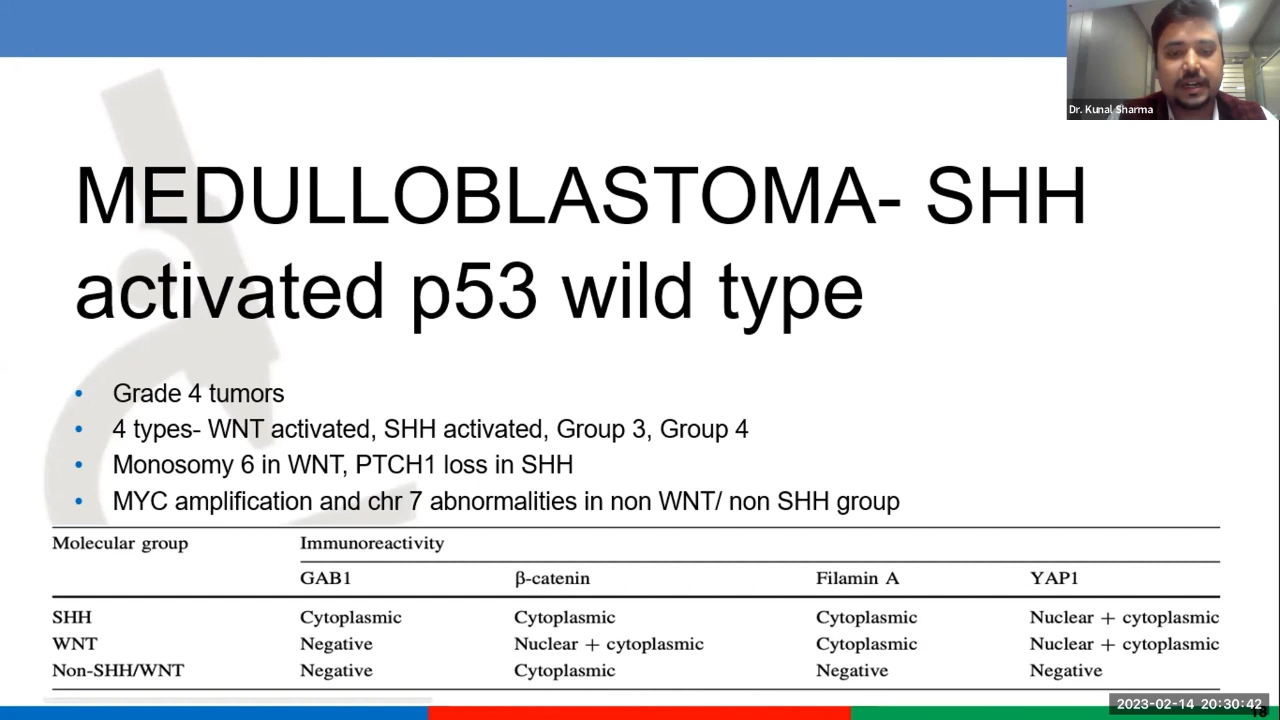 Dr. Kunal Sharma
MEDULLOBLASTOMA- SHH
activated p53 wild type
• Grade 4 tumors
• 4 types- WNT activated, SHH activated, Group 3, Group 4
• Monosomy 6 in WNT, PTCH1 loss in SHH
• MYC amplification and chr 7 abnormalities in non WNT/ non SHH group
Molecular group Immunoreactivity
GAB1 β-catenin Filamin A YAP1
SHH Cytoplasmic Cytoplasmic Cytoplasmic Nuclear + cytoplasmic
WNT Negative Nuclear + cytoplasmic Cytoplasmic Nuclear + cytoplasmic
Non-SHH/WNT Negative Cytoplasmic Negative Negative
2023-02-14 20:30:42